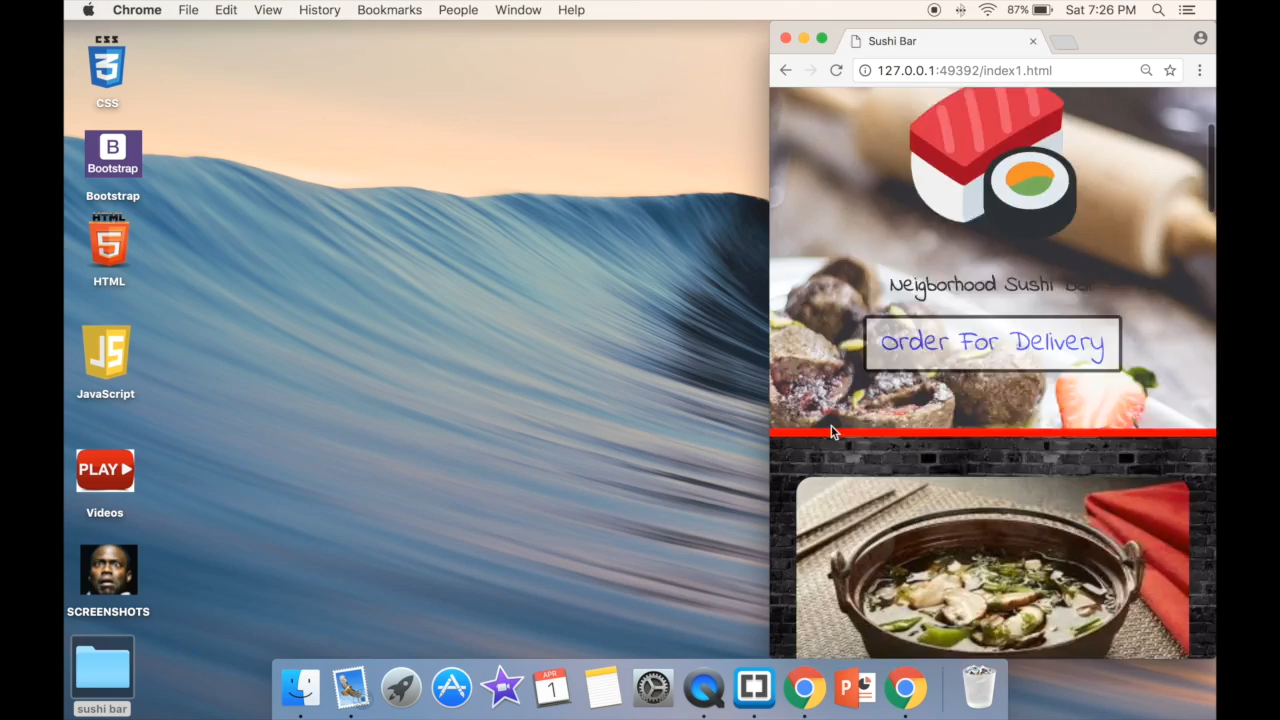 Chrome File Edit View History Bookmarks People Window Help 87% Sat 7:26 PM
Sushi Bar
127.0.0.1:49392/index1.html
CSS
3
CSS
B
Bootstrap
Bootstrap
HTML
5
HTML
JS
JavaScript
PLAY
Videos
SCREENSHOTS
sushi bar
Neigborhood Sushi Bar
Order For Delivery
APR
1
P